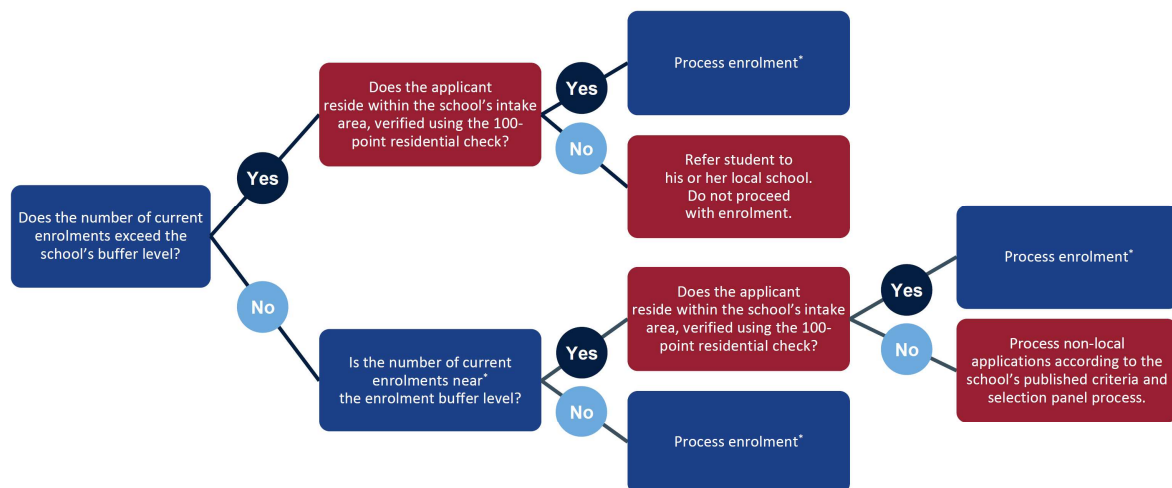 Does the number of current
enrolments exceed the
school's buffer level?
Yes
Does the applicant
reside within the school's intake
area, verified using the 100-
point residential check?
Yes
Process enrolment*
No
Refer student to
his or her local school.
Do not proceed
with enrolment.
No
Is the number of current
enrolments near*
the enrolment buffer level?
Yes
Does the applicant
reside within the school's intake
area, verified using the 100-
point residential check?
Yes
Process enrolment*
No
Process non-local
applications according to the
school's published criteria and
selection panel process.
No
Process enrolment*